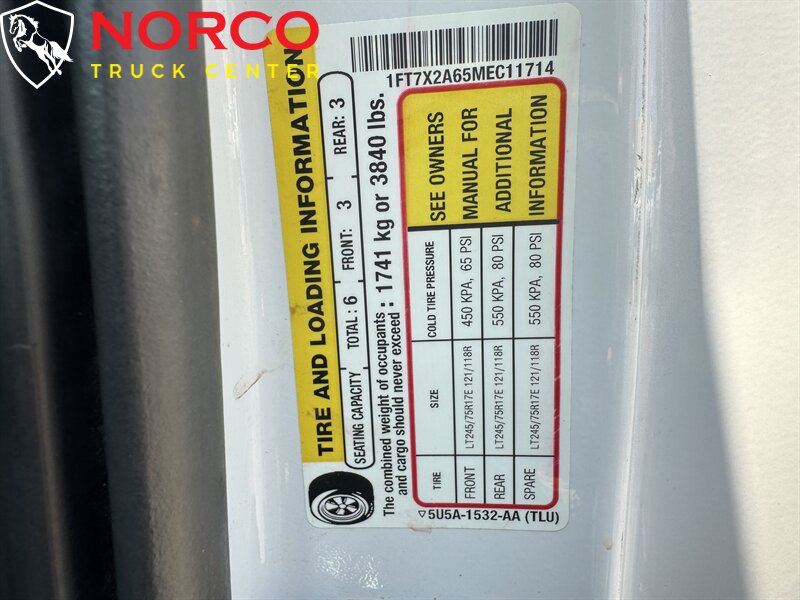 NORCO
TRUCK CENTER
TIRE AND LOADING INFORMATION
SEATING CAPACITY TOTAL: 6 FRONT: 3 REAR: 3
The combined weight of occupants
and cargo should never exceed : 1741 kg or 3840 lbs.
1FT7X2A65MEC11714
TIRE SIZE COLD TIRE PRESSURE SEE OWNERS
FRONT LT245/75R17E 121/118R 450 KPA, 65 PSI MANUAL FOR
REAR LT245/75R17E 121/118R 550 KPA, 80 PSI ADDITIONAL
SPARE LT245/75R17E 121/118R 550 KPA, 80 PSI INFORMATION
▽5U5A-1532-AA (TLU)